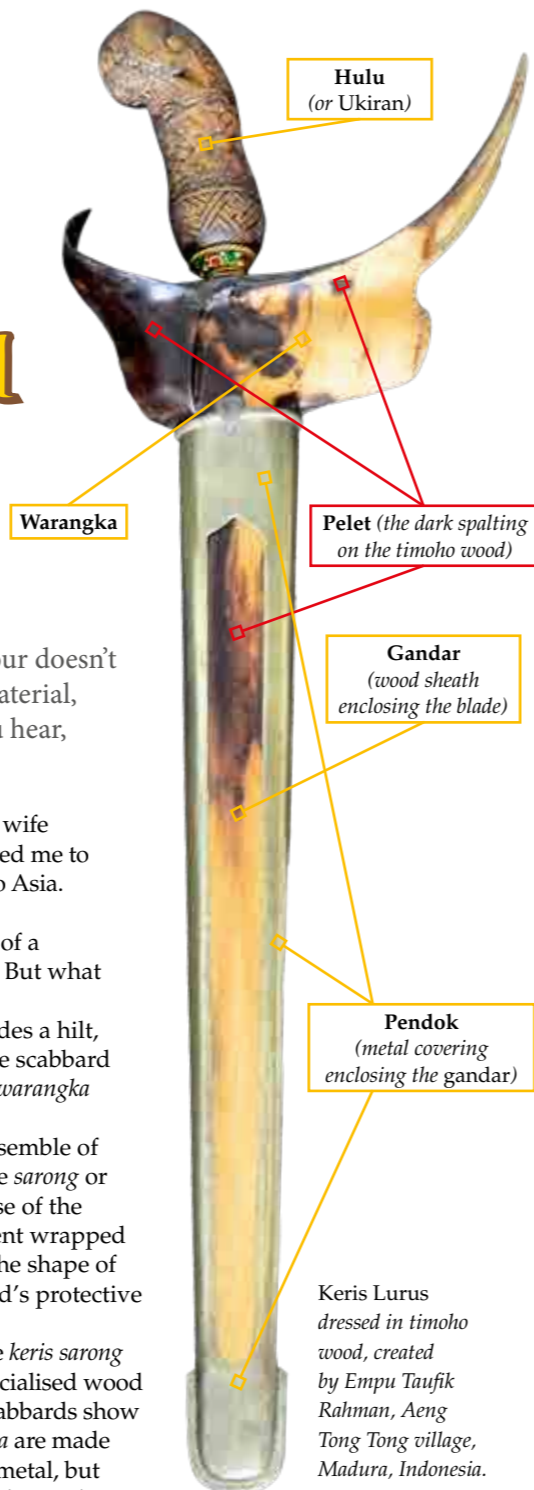 Hulu
(or Ukiran)
Warangka
Pelet (the dark spalting
on the timoho wood)
our doesn't
aterial,
u hear,
Gandar
(wood sheath
enclosing the blade)
wife
ed me to
o Asia.
of a
But what
des a hilt,
e scabbard
warangka
semble of
e sarong or
se of the
ent wrapped
he shape of
d's protective
e keris sarong
cialised wood
abbards show
a are made
metal, but
Pendok
(metal covering
enclosing the gandar)
Keris Lurus
dressed in timoho
wood, created
by Empu Taufik
Rahman, Aeng
Tong Tong village,
Madura, Indonesia.